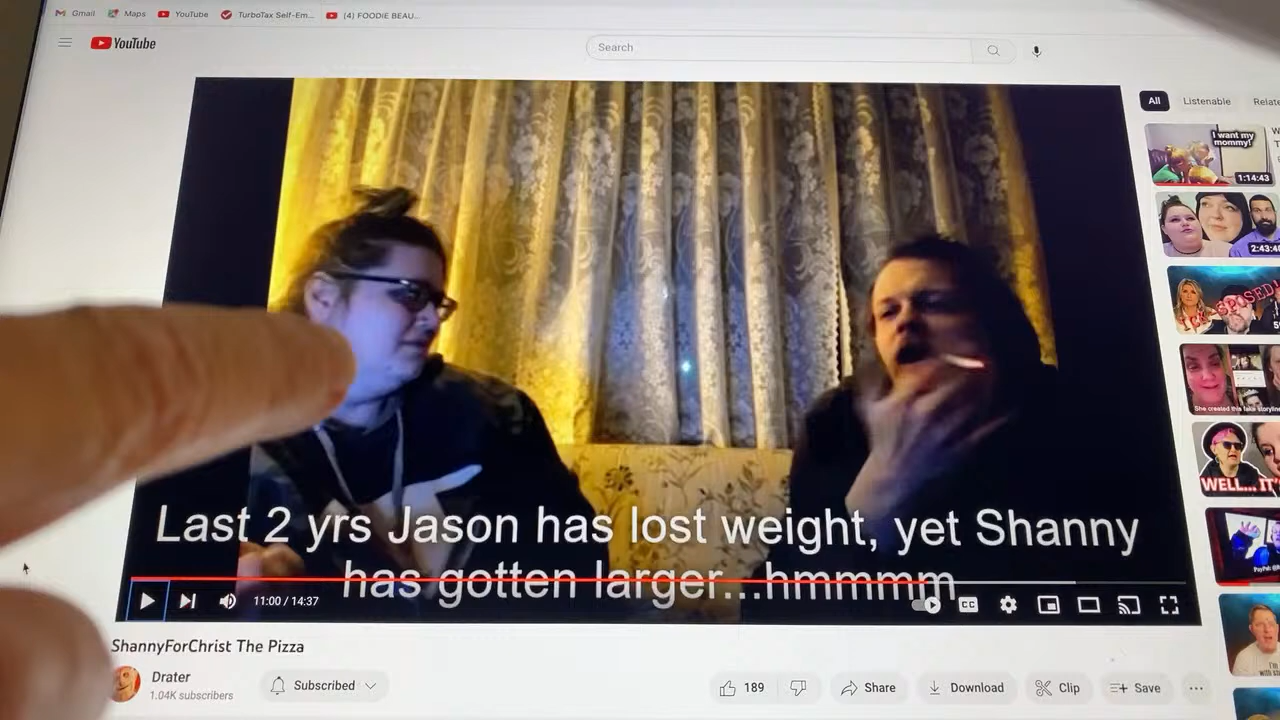 Gmail
Maps
YouTube
TurboTax Self-Em...
(4) FOODIE BEAU...
YouTube
Search
All
Listenable
Relate
I want my
mommy!
1:14:43
2:43:4
She created this fake storyline
WELL... IT'
PayPal:
Last 2 yrs Jason has lost weight, yet Shanny
has gotten larger...hmmmm
11:00 / 14:37
CC
ShannyForChrist The Pizza
Drater
1.04K subscribers
Subscribed
189
Share
Download
Clip
Save